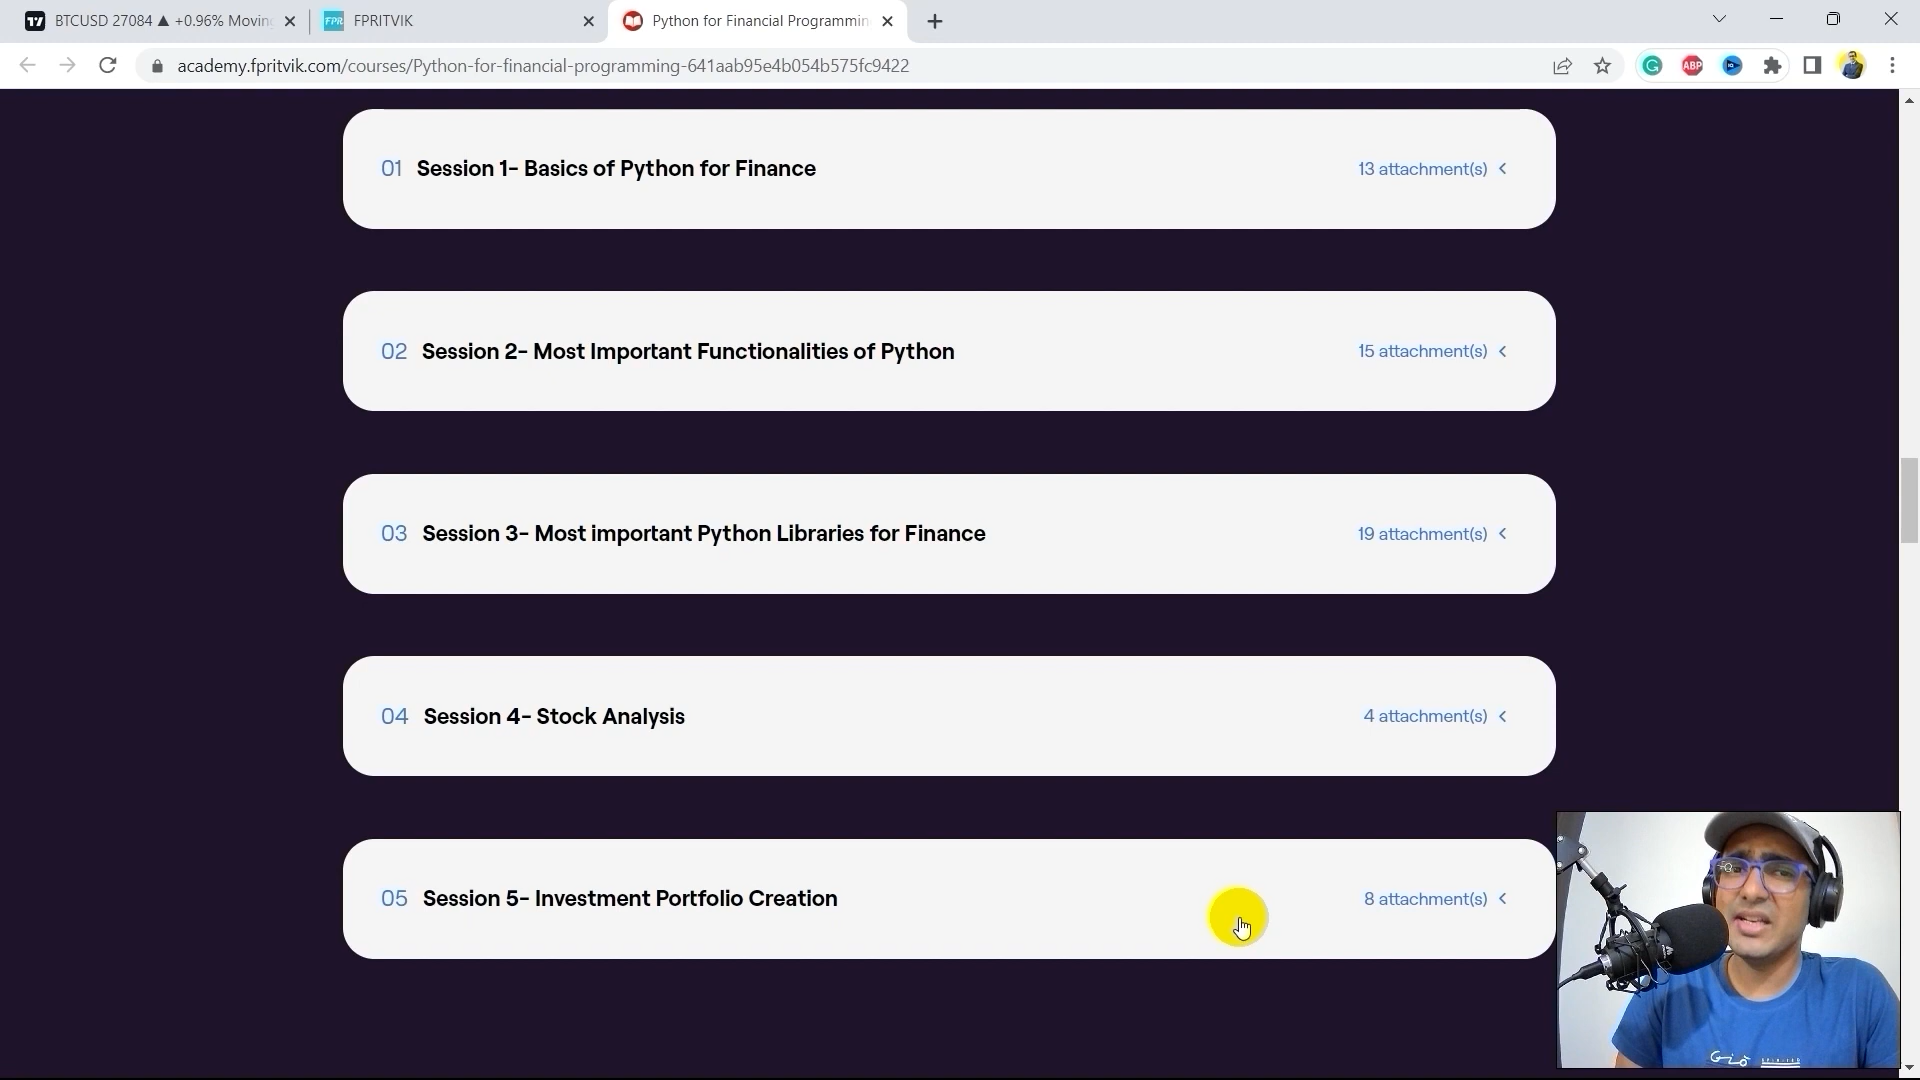 BTCUSD 27084 ▲ +0.96% Moving
FPR
FPRITVIK
Python for Financial Programmin
academy.fpritvik.com/courses/Python-for-financial-programming-641aab95e4b054b575fc9422
ABP
01 Session 1- Basics of Python for Finance
13 attachment(s)
02 Session 2- Most Important Functionalities of Python
15 attachment(s)
03 Session 3- Most important Python Libraries for Finance
19 attachment(s)
04 Session 4- Stock Analysis
4 attachment(s)
05 Session 5- Investment Portfolio Creation
8 attachment(s)